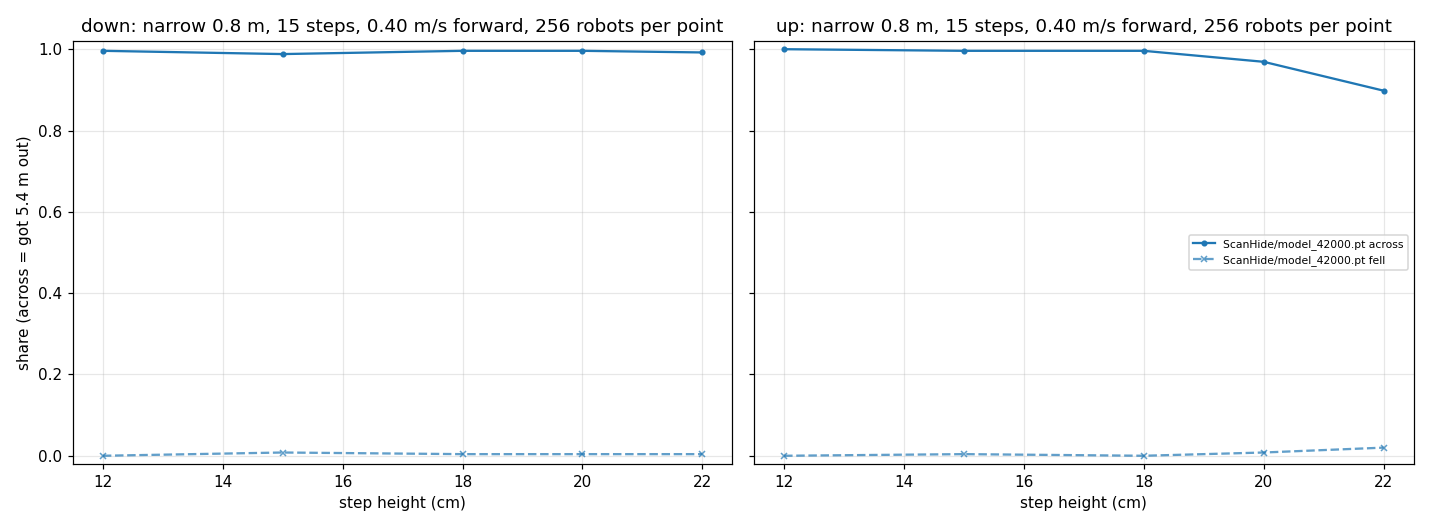 down: narrow 0.8 m, 15 steps, 0.40 m/s forward, 256 robots per point
up: narrow 0.8 m, 15 steps, 0.40 m/s forward, 256 robots per point
share (across = got 5.4 m out)
1.0
0.8
0.6
0.4
0.2
0.0
12 14 16 18 20 22
step height (cm)
ScanHide/model_42000.pt across
ScanHide/model_42000.pt fell
12 14 16 18 20 22
step height (cm)